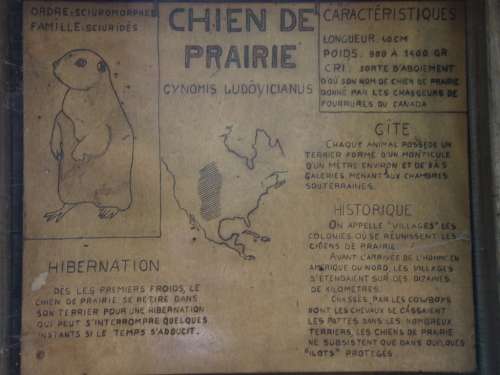 ORDRE: SCIUROMORPHES
FAMILLE: SCIURIDÉS
CHIEN DE
PRAIRIE
CYNOMIS LUDOVICIANUS
CARACTÉRISTIQUES
LONGUEUR. 40CM
POIDS. 900 À 1400 GR.
CRI. SORTE D'ABOIEMENT
D'OÙ SON NOM DE CHIEN DE PRAIRIE
DONNÉ PAR LES CHASSEURS DE
FOURRURES DU CANADA
GÎTE
CHAQUE ANIMAL POSSÈDE UN
TERRIER FORMÉ D'UN MONTICULE
D'UN MÈTRE ENVIRON ET DE 2 À 5
GALERIES, MENANT AUX CHAMBRES
SOUTERRAINES.
HISTORIQUE
ON APPELLE "VILLAGES" LES
COLONIES OÙ SE RÉUNISSENT LES
CHIENS DE PRAIRIE.
AVANT L'ARRIVÉE DE L'HOMME EN
AMÉRIQUE DU NORD, LES VILLAGES
S'ÉTENDAIENT SUR DES DIZAINES
DE KILOMÈTRES.
CHASSÉS PAR LES COWBOYS
DONT LES CHEVAUX SE CASSAIENT
LES PATTES DANS LES NOMBREUX
TERRIERS, LES CHIENS DE PRAIRIE
NE SUBSISTENT QUE DANS QUELQUES
"ILOTS" PROTÉGÉS.
HIBERNATION
DÈS LES PREMIERS FROIDS, LE
CHIEN DE PRAIRIE SE RETIRE DANS
SON TERRIER POUR UNE HIBERNATION
QUI PEUT S'INTERROMPRE QUELQUES
INSTANTS SI LE TEMPS S'ADOUCIT.